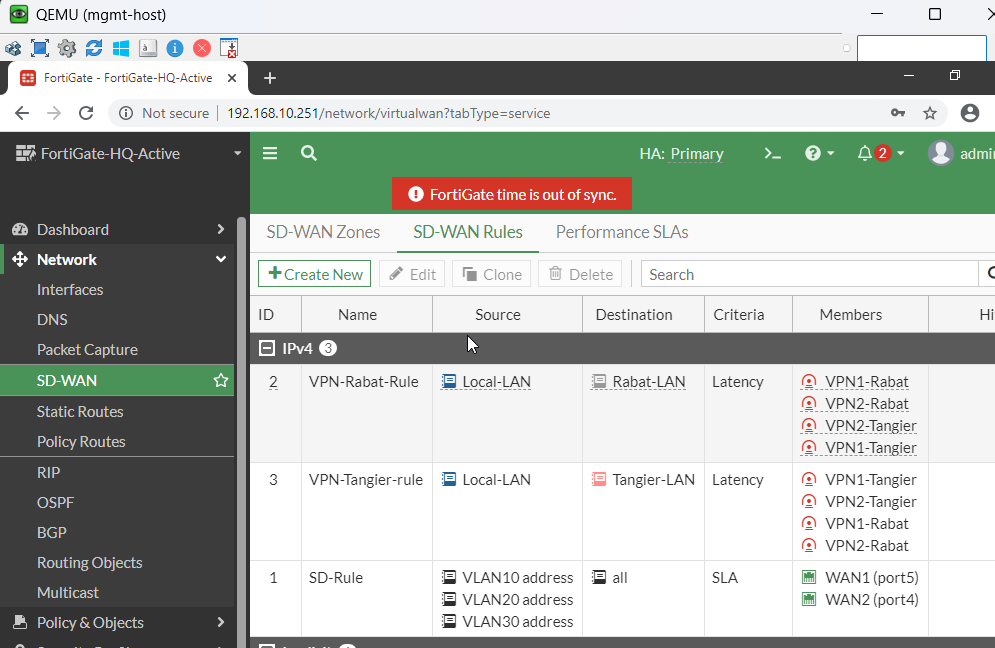 QEMU (mgmt-host)
FortiGate - FortiGate-HQ-Active
Not secure 192.168.10.251/network/virtualwan?tabType=service
FortiGate-HQ-Active
HA: Primary
2
FortiGate time is out of sync.
Dashboard
Network
Interfaces
DNS
Packet Capture
SD-WAN
Static Routes
Policy Routes
RIP
OSPF
BGP
Routing Objects
Multicast
Policy & Objects
SD-WAN Zones SD-WAN Rules Performance SLAs
Create New Edit Clone Delete Search
ID Name Source Destination Criteria Members
IPv4 3
2 VPN-Rabat-Rule Local-LAN Rabat-LAN Latency VPN1-Rabat
VPN2-Rabat
VPN2-Tangier
VPN1-Tangier
3 VPN-Tangier-rule Local-LAN Tangier-LAN Latency VPN1-Tangier
VPN2-Tangier
VPN1-Rabat
VPN2-Rabat
1 SD-Rule VLAN10 address all SLA WAN1 (port5)
VLAN20 address WAN2 (port4)
VLAN30 address